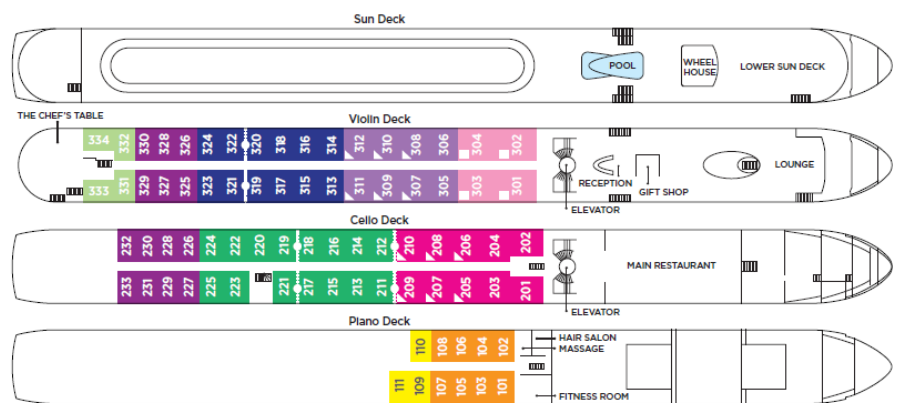 Sun Deck
POOL
WHEEL
HOUSE
LOWER SUN DECK
THE CHEF'S TABLE
Violin Deck
334 332 330 328 326 324 322 320 318 316 314 312 310 308 306 304 302
333 331 329 327 325 323 321 319 317 315 313 311 309 307 305 303 301
RECEPTION
GIFT SHOP
LOUNGE
ELEVATOR
Cello Deck
232 230 228 226 224 222 220 219 218 216 214 212 210 208 206 204 202
233 231 229 227 225 223 221 217 215 213 211 209 207 205 203 201
MAIN RESTAURANT
ELEVATOR
Piano Deck
110 108 106 104 102
111 109 107 105 103 101
HAIR SALON
MASSAGE
FITNESS ROOM